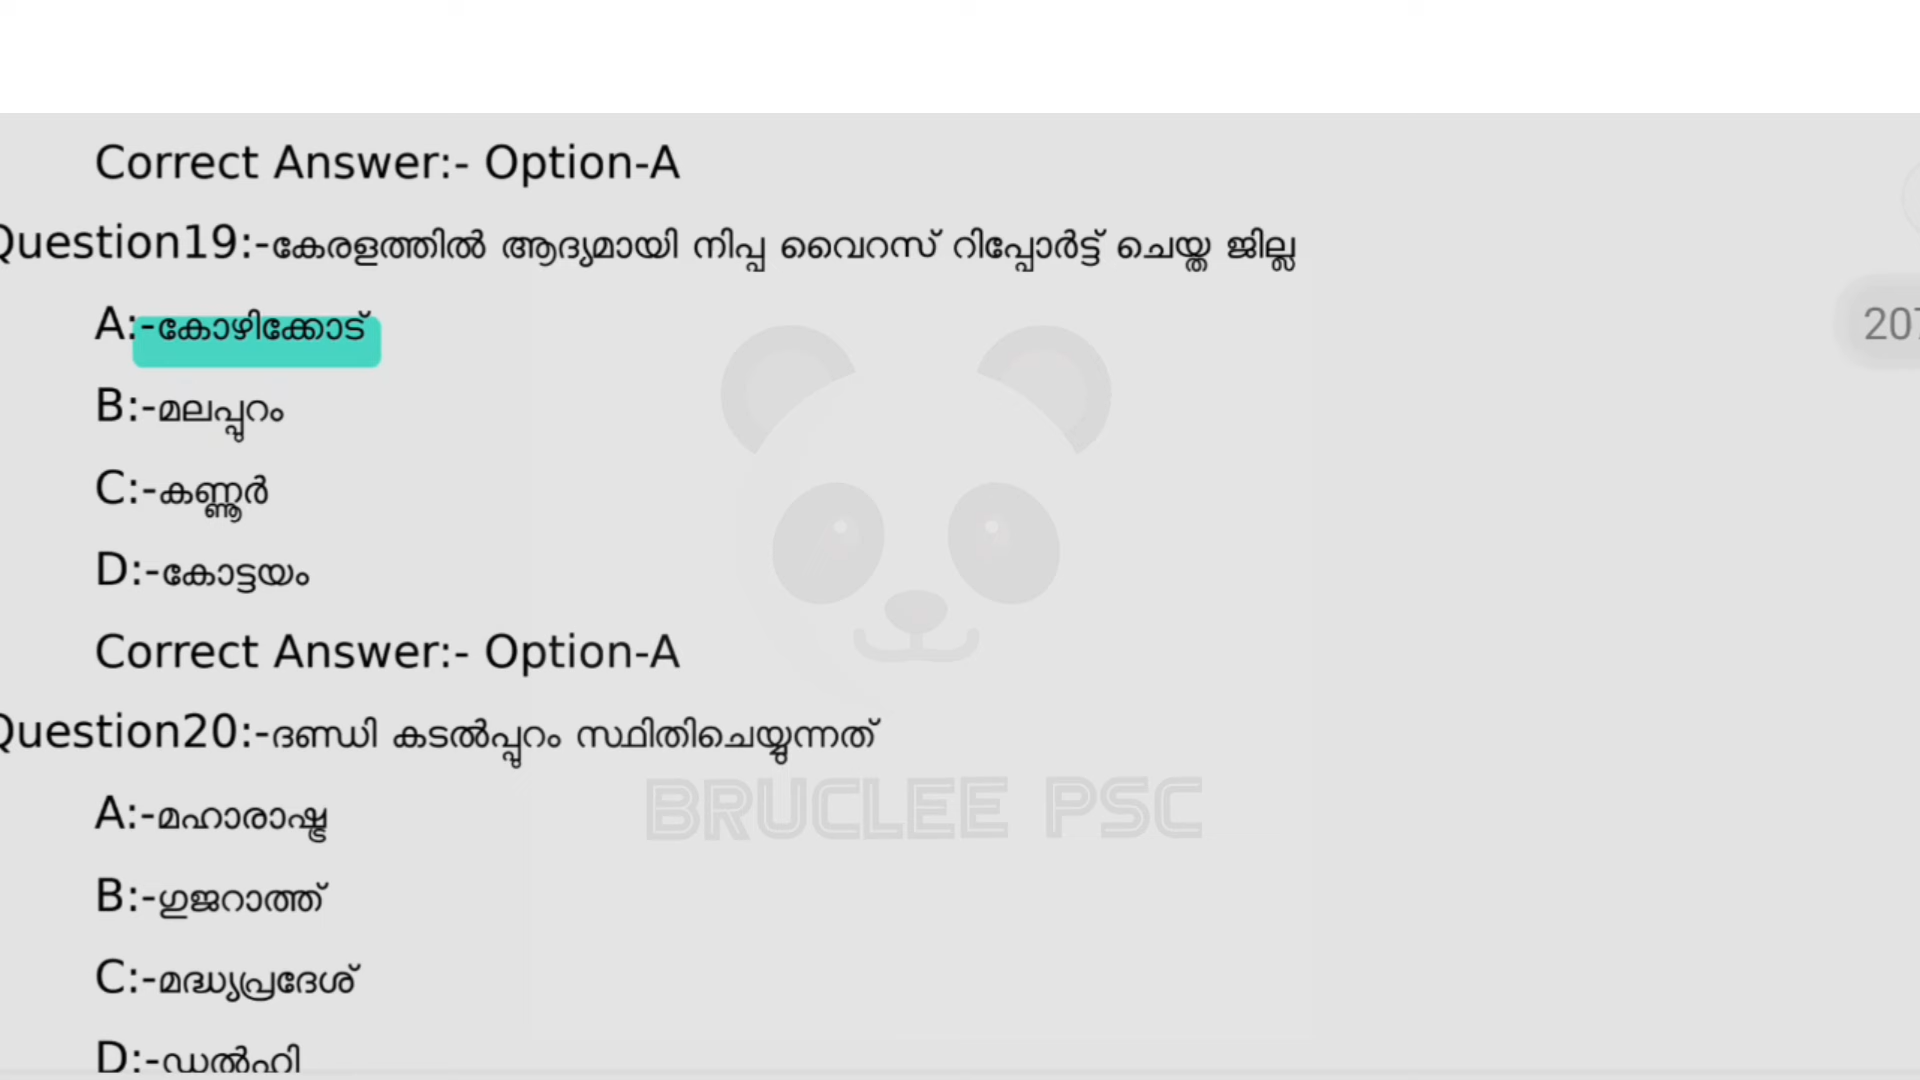 Correct Answer:- Option-A
Question19:-കേരളത്തിൽ ആദ്യമായി നിപ്പ വൈറസ് റിപ്പോർട്ട് ചെയ്ത ജില്ല
A:-കോഴിക്കോട്
207
B:-മലപ്പുറം
C:-കണ്ണൂർ
D:-കോട്ടയം
Correct Answer:- Option-A
Question20:-ദണ്ഡി കടൽപ്പുറം സ്ഥിതിചെയ്യുന്നത്
BRUCLEE PSC
A:-മഹാരാഷ്ട്ര
B:-ഗുജറാത്ത്
C:-മദ്ധ്യപ്രദേശ്
D:-ഡൽഹി